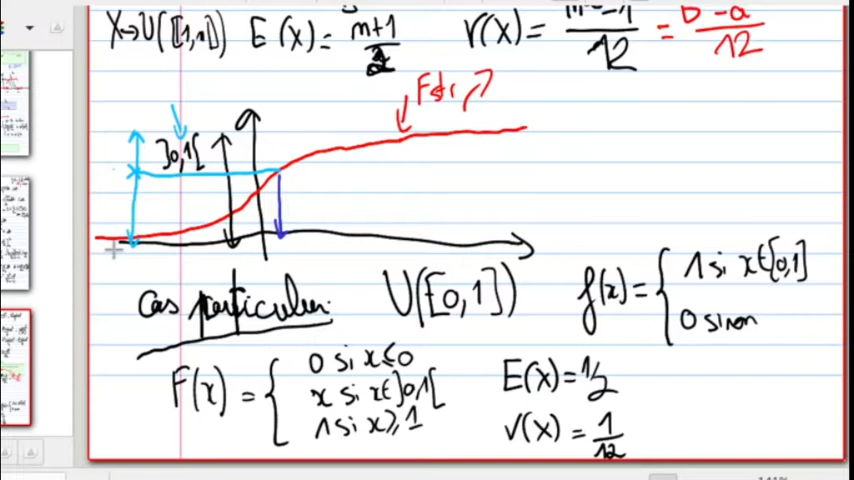 X↪U([[1,n]]) E(X) = n+1/2 V(X) = n²-1/12 = b-a/12
F str ↗
]0,1[
cas particulier U([0,1]) f(x) = { 1 si x∈[0,1]
0 sinon
F(x) = { 0 si x≤0
x si x∈]0,1[
1 si x≥1
E(X) = 1/2
V(X) = 1/12